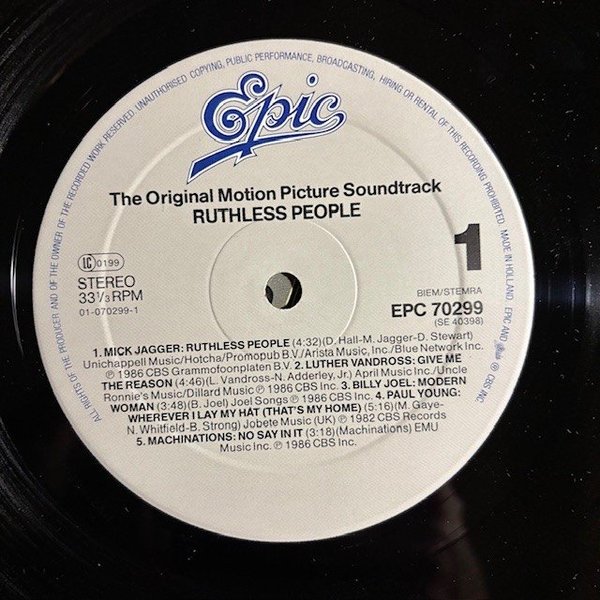 ALL RIGHTS OF THE PRODUCER AND OF THE OWNER OF THE RECORDED WORK RESERVED. UNAUTHORISED COPYING, PUBLIC PERFORMANCE, BROADCASTING, HIRING OR RENTAL OF THIS RECORDING PROHIBITED. MADE IN HOLLAND. EPIC AND ® CBS INC.
Epic
The Original Motion Picture Soundtrack
RUTHLESS PEOPLE
LC 0199
STEREO
33⅓ RPM
01-070299-1
1
BIEM/STEMRA
EPC 70299
(SE 40398)
1. MICK JAGGER: RUTHLESS PEOPLE (4:32)(D. Hall-M. Jagger-D. Stewart)
Unichappell Music/Hotcha/Promopub B.V./Arista Music, Inc/Blue Network Inc.
℗ 1986 CBS Grammofoonplaten B.V. 2. LUTHER VANDROSS: GIVE ME
THE REASON (4:46)(L. Vandross-N. Adderley, Jr.) April Music Inc./Uncle
Ronnie's Music/Dillard Music ℗ 1986 CBS Inc. 3. BILLY JOEL: MODERN
WOMAN (3:48)(B. Joel) Joel Songs ℗ 1986 CBS Inc. 4. PAUL YOUNG:
WHEREVER I LAY MY HAT (THAT'S MY HOME) (5:16)(M. Gaye-
N. Whitfield-B. Strong) Jobete Music (UK) ℗ 1982 CBS Records
5. MACHINATIONS: NO SAY IN IT (3:18)(Machinations) EMU
Music Inc. ℗ 1986 CBS Inc.